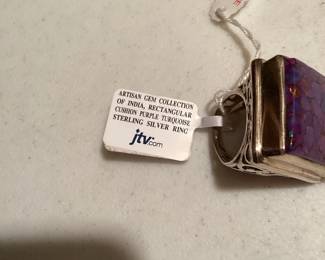 ARTISAN GEM COLLECTION
OF INDIA, RECTANGULAR
CUSHION PURPLE TURQUOISE
STERLING SILVER RING
jtv.com